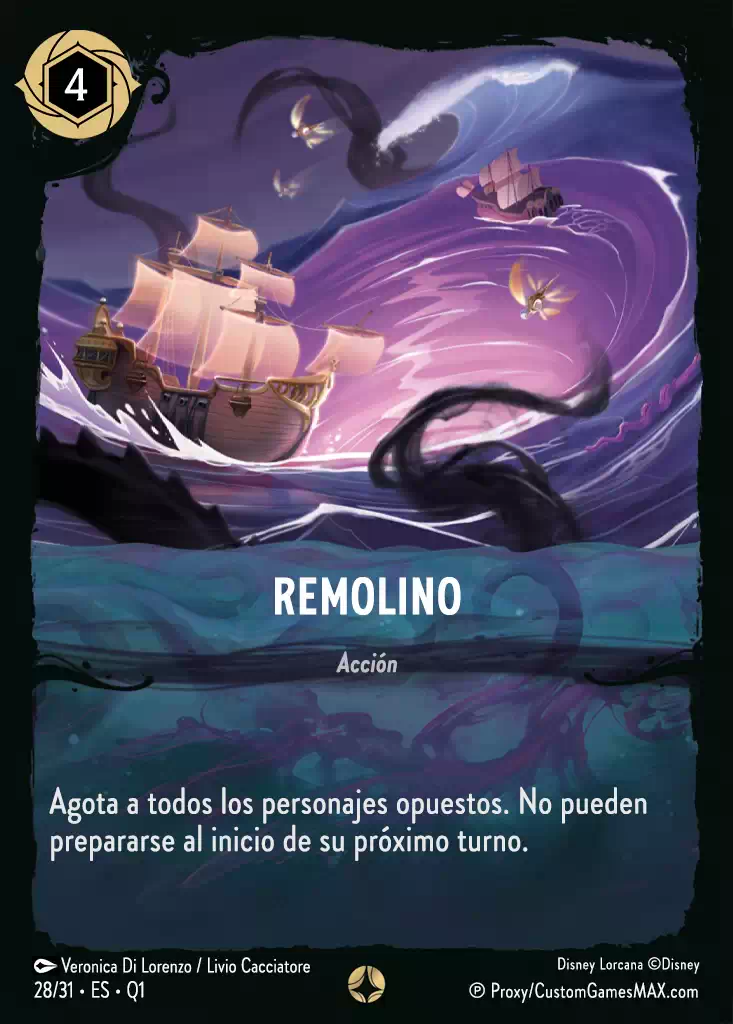 4
REMOLINO
Acción
Agota a todos los personajes opuestos. No pueden
prepararse al inicio de su próximo turno.
Veronica Di Lorenzo / Livio Cacciatore
28/31 • ES • Q1
Disney Lorcana ©Disney
Ⓟ Proxy/CustomGamesMAX.com